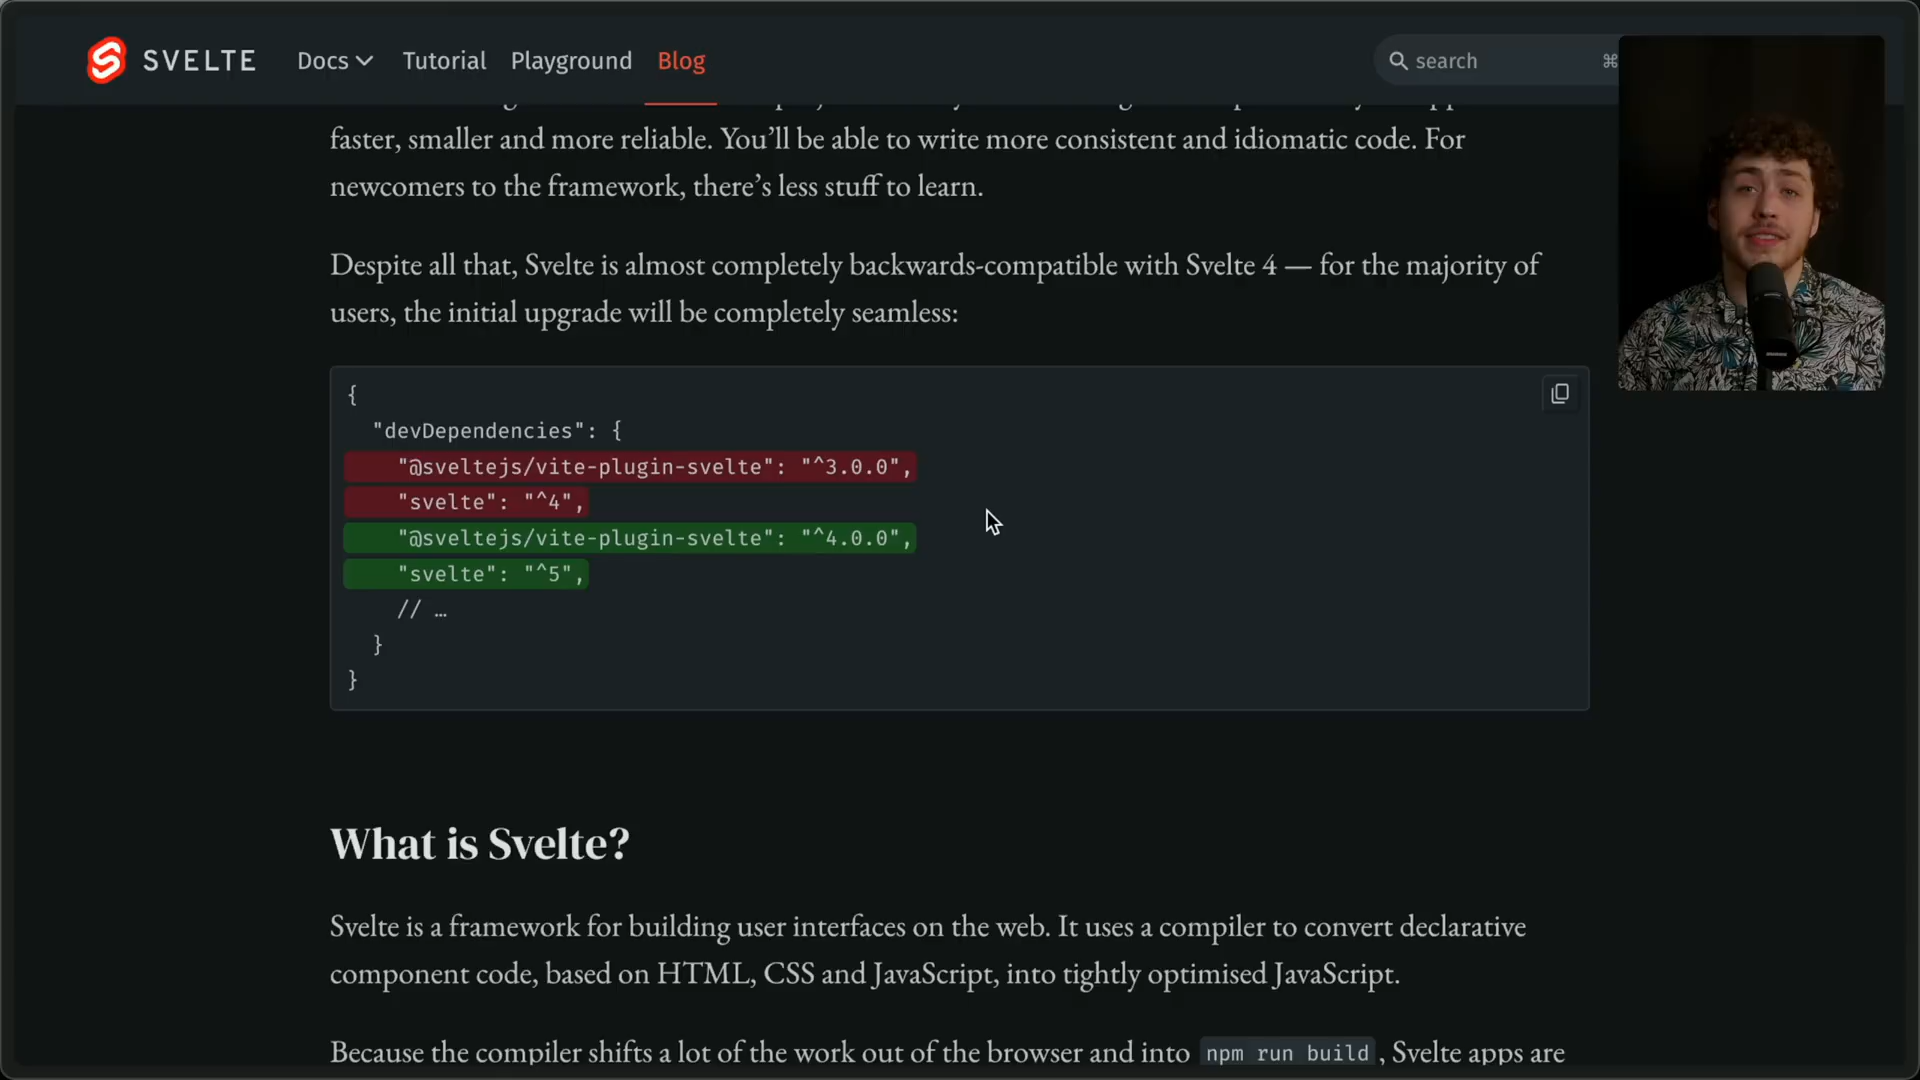 SVELTE Docs Tutorial Playground Blog search ⌘
faster, smaller and more reliable. You’ll be able to write more consistent and idiomatic code. For
newcomers to the framework, there’s less stuff to learn.
Despite all that, Svelte is almost completely backwards-compatible with Svelte 4 — for the majority of
users, the initial upgrade will be completely seamless:
{
"devDependencies": {
"@sveltejs/vite-plugin-svelte": "^3.0.0",
"svelte": "^4",
"@sveltejs/vite-plugin-svelte": "^4.0.0",
"svelte": "^5",
// …
}
}
What is Svelte?
Svelte is a framework for building user interfaces on the web. It uses a compiler to convert declarative
component code, based on HTML, CSS and JavaScript, into tightly optimised JavaScript.
Because the compiler shifts a lot of the work out of the browser and into npm run build, Svelte apps are